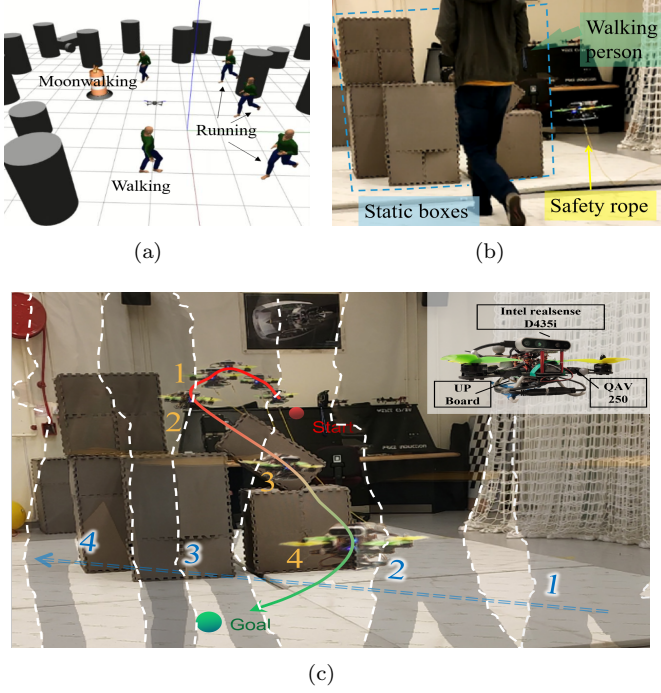 Moonwalking
Running
Walking
(a)
Walking
person
Static boxes
Safety rope
(b)
Intel realsense
D435i
UP
Board
QAV
250
1
2
Start
3
4
4
3
2
1
Goal
(c)